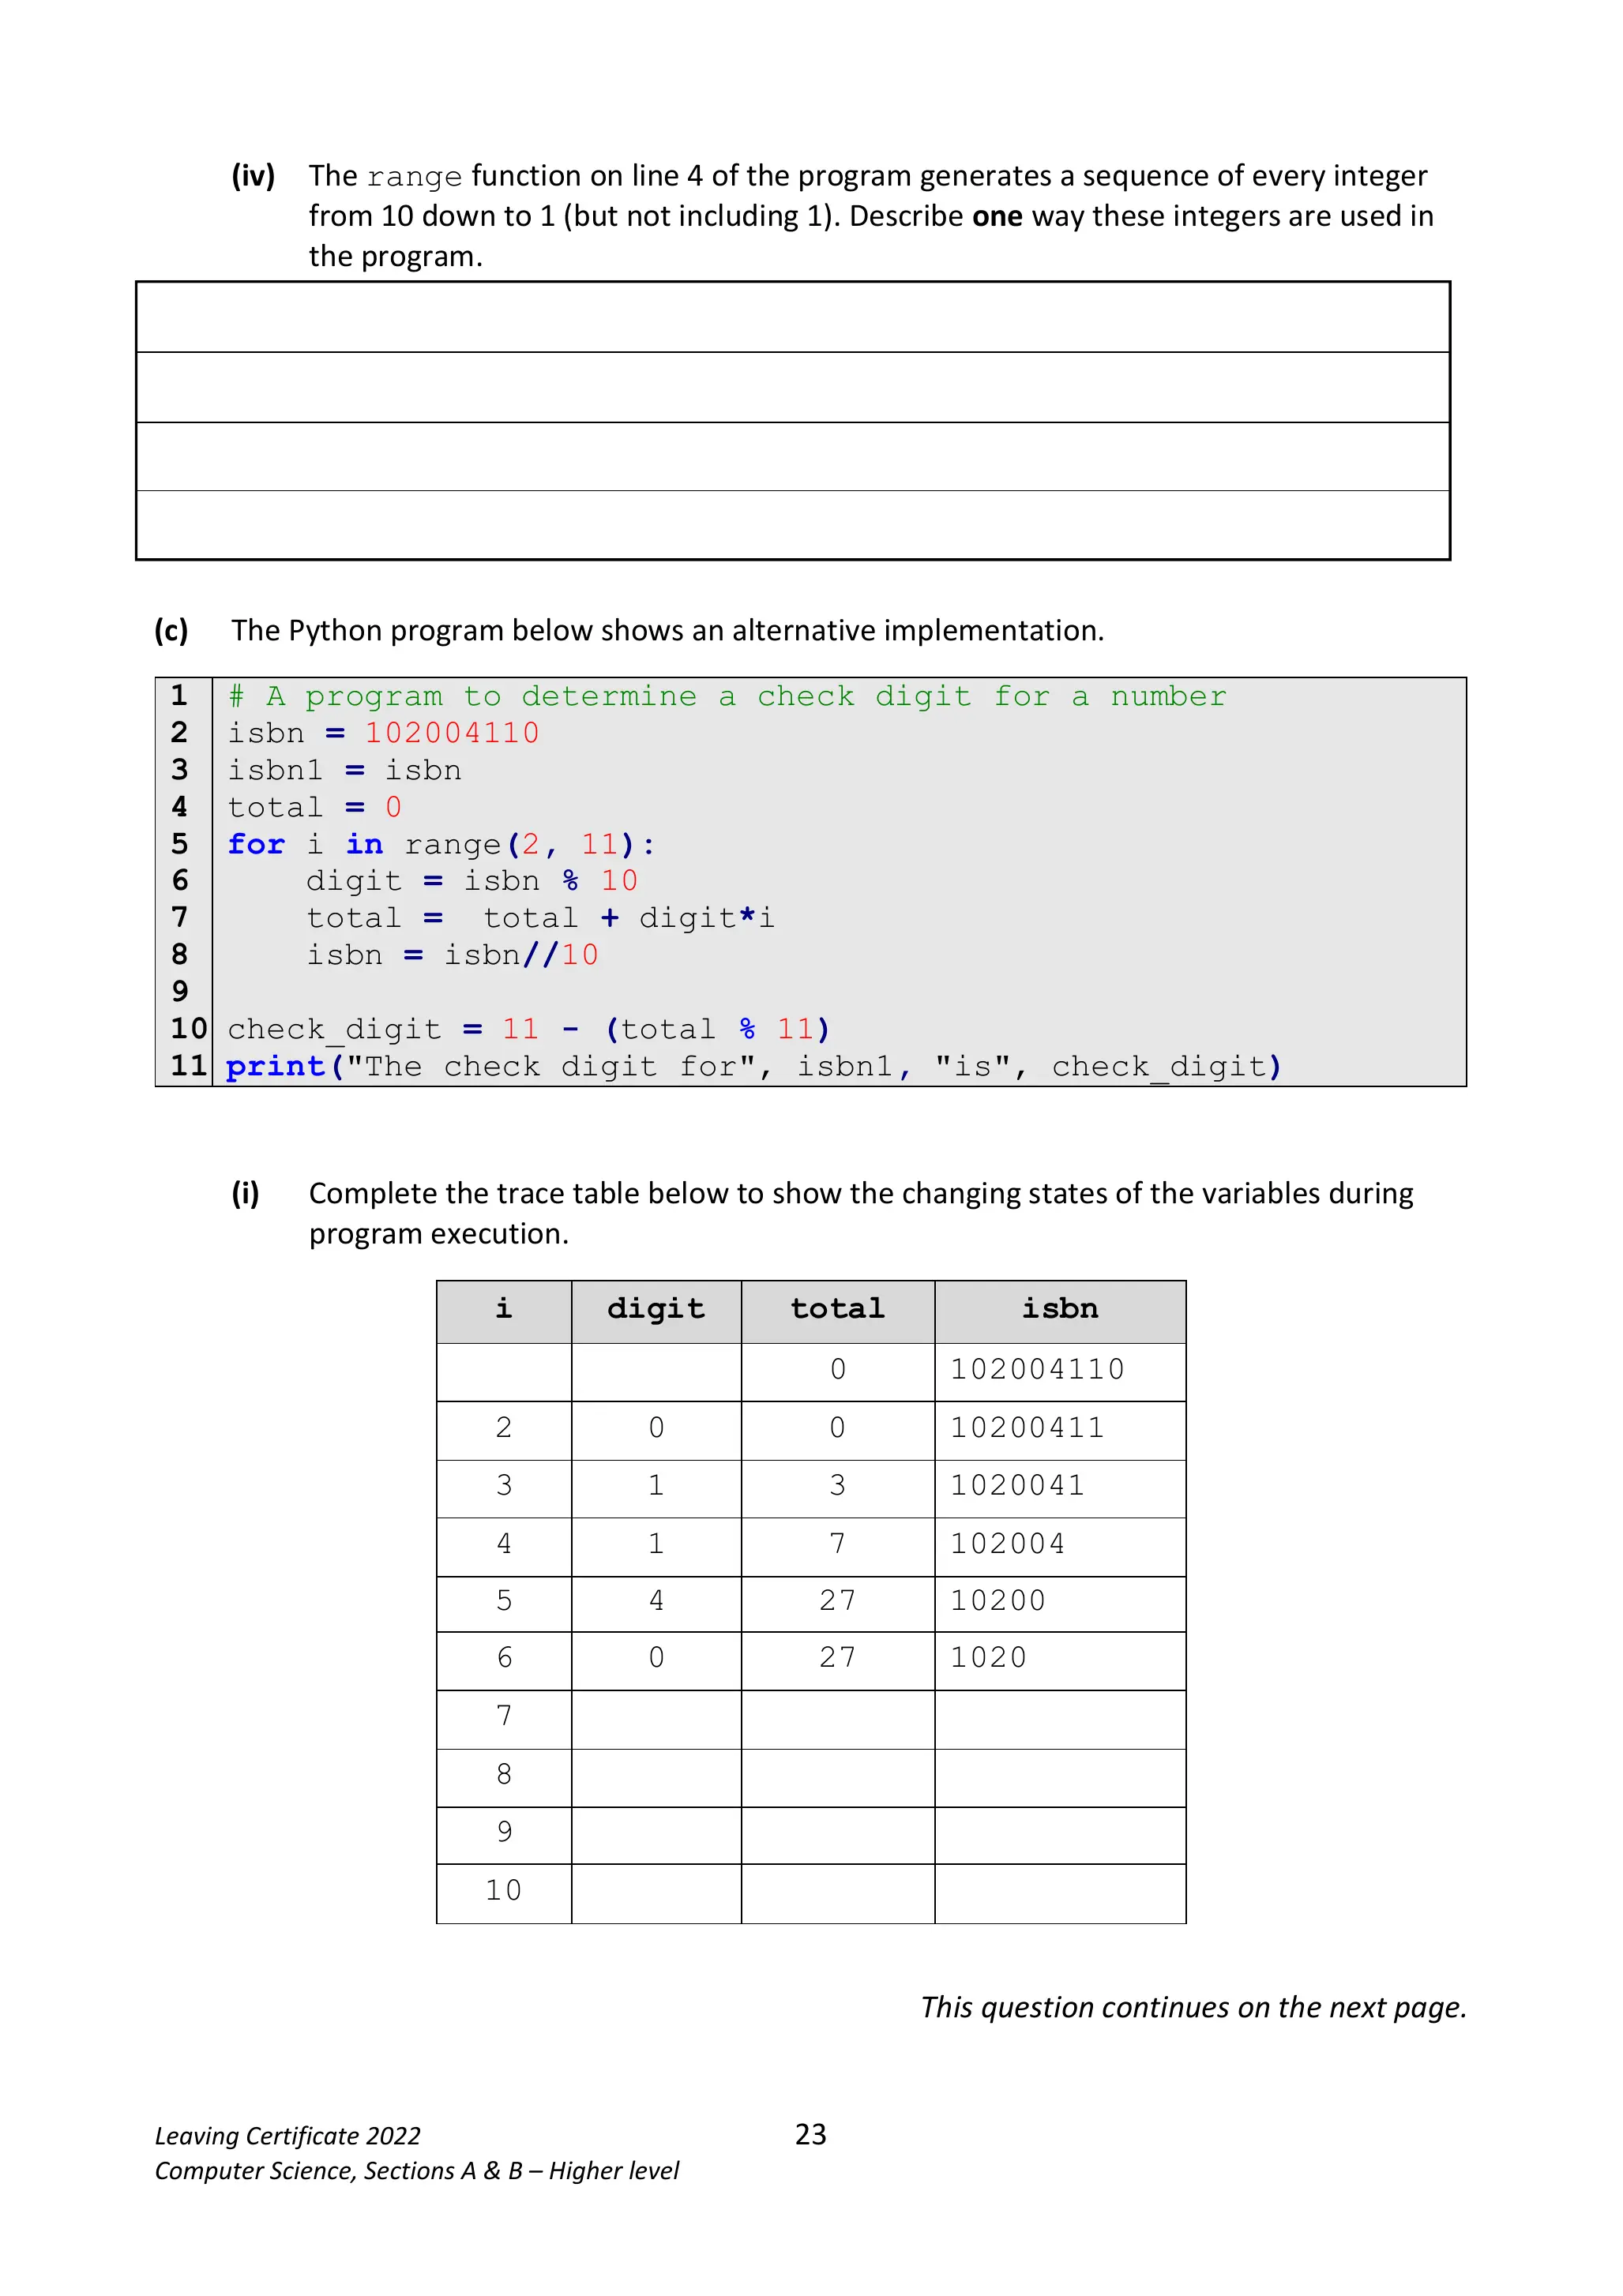 (iv) The range function on line 4 of the program generates a sequence of every integer
from 10 down to 1 (but not including 1). Describe one way these integers are used in
the program.
(c) The Python program below shows an alternative implementation.
1 # A program to determine a check digit for a number
2 isbn = 102004110
3 isbn1 = isbn
4 total = 0
5 for i in range(2, 11):
6     digit = isbn % 10
7     total =  total + digit*i
8     isbn = isbn//10
9
10 check_digit = 11 - (total % 11)
11 print("The check digit for", isbn1, "is", check_digit)
(i) Complete the trace table below to show the changing states of the variables during
program execution.
i digit total isbn
0 102004110
2 0 0 10200411
3 1 3 1020041
4 1 7 102004
5 4 27 10200
6 0 27 1020
7
8
9
10
This question continues on the next page.
Leaving Certificate 2022 23
Computer Science, Sections A & B – Higher level